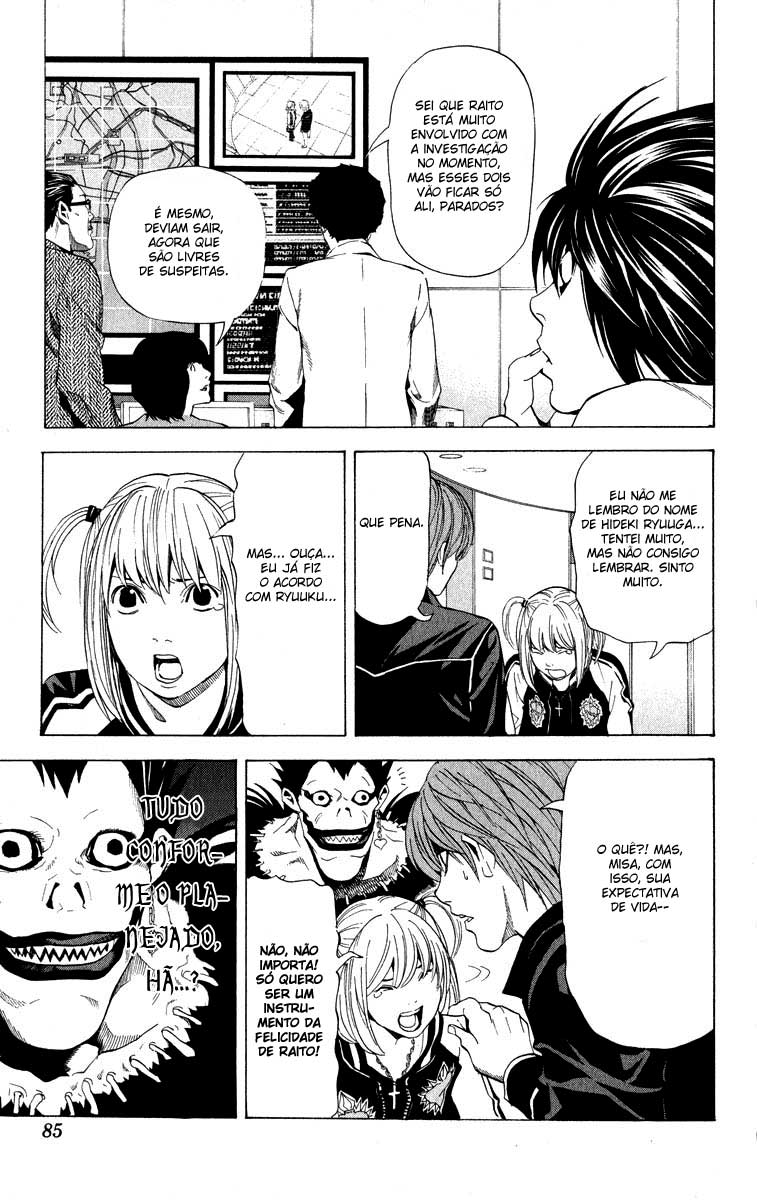 SEI QUE RAITO
ESTÁ MUITO
ENVOLVIDO COM
A INVESTIGAÇÃO
NO MOMENTO,
MAS ESSES DOIS
VÃO FICAR SÓ
ALI, PARADOS?
É MESMO,
DEVIAM SAIR,
AGORA QUE
SÃO LIVRES
DE SUSPEITAS.
EU NÃO ME
LEMBRO DO NOME
DE HIDEKI RYUUGA...
TENTEI MUITO,
MAS NÃO CONSIGO
LEMBRAR. SINTO
MUITO.
QUE PENA.
MAS... OUÇA...
EU JÁ FIZ
O ACORDO
COM RYUUKU...
O QUÊ?! MAS,
MISA, COM
ISSO, SUA
EXPECTATIVA
DE VIDA--
NÃO, NÃO
IMPORTA!
SÓ QUERO
SER UM
INSTRU-
MENTO DA
FELICIDADE
DE RAITO!
TUDO
CONFOR-
ME O PLA-
NEJADO,
HÃ...?
85